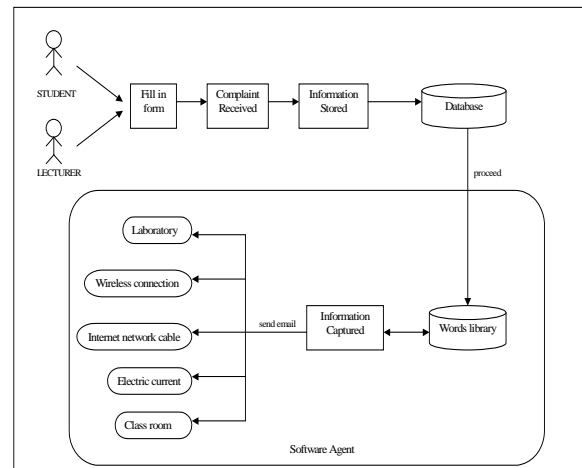 STUDENT
LECTURER
Fill in
form
Complaint
Received
Information
Stored
Database
proceed
Laboratory
Wireless connection
Internet network cable
Electric current
Class room
send email
Information
Captured
Words library
Software Agent